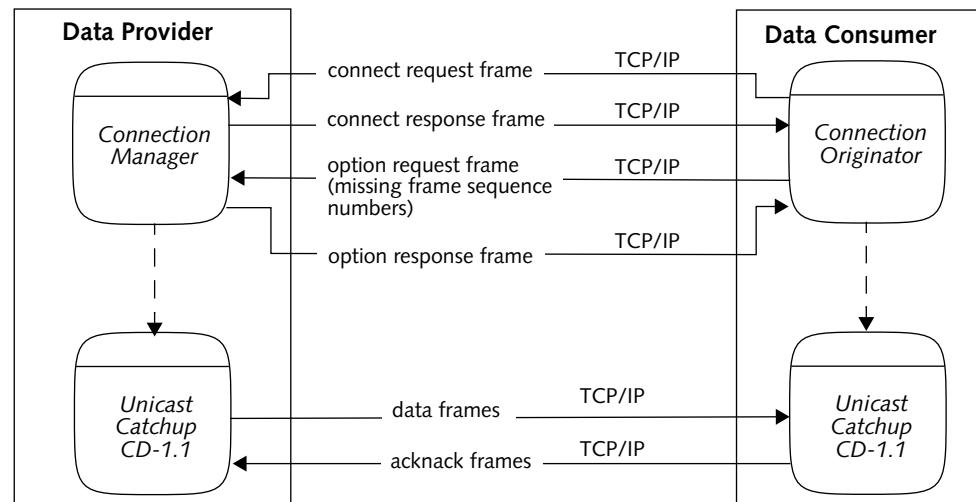 Data Provider
Data Consumer
connect request frame
TCP/IP
Connection
Manager
connect response frame
TCP/IP
Connection
Originator
option request frame
(missing frame sequence
numbers)
TCP/IP
option response frame
TCP/IP
Unicast
Catchup
CD-1.1
data frames
TCP/IP
Unicast
Catchup
CD-1.1
acknack frames
TCP/IP